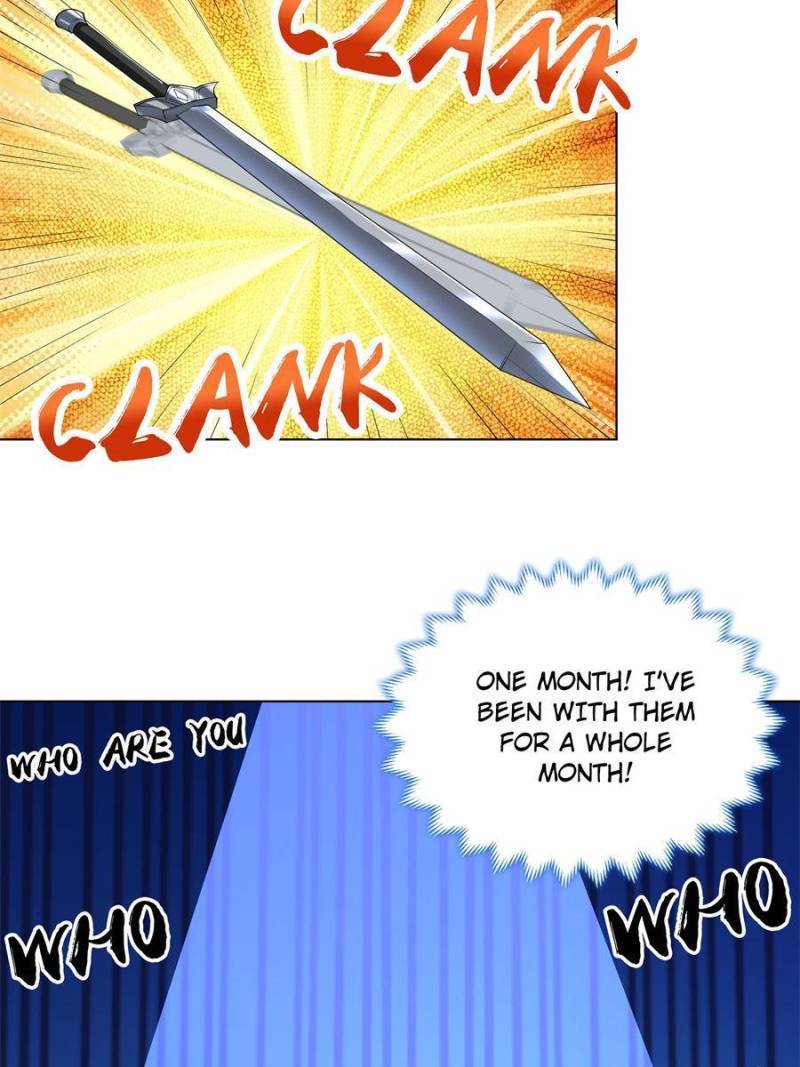 CLANK
CLANK
ONE MONTH! I'VE
BEEN WITH THEM
FOR A WHOLE
MONTH!
WHO ARE YOU
WHO
WHO